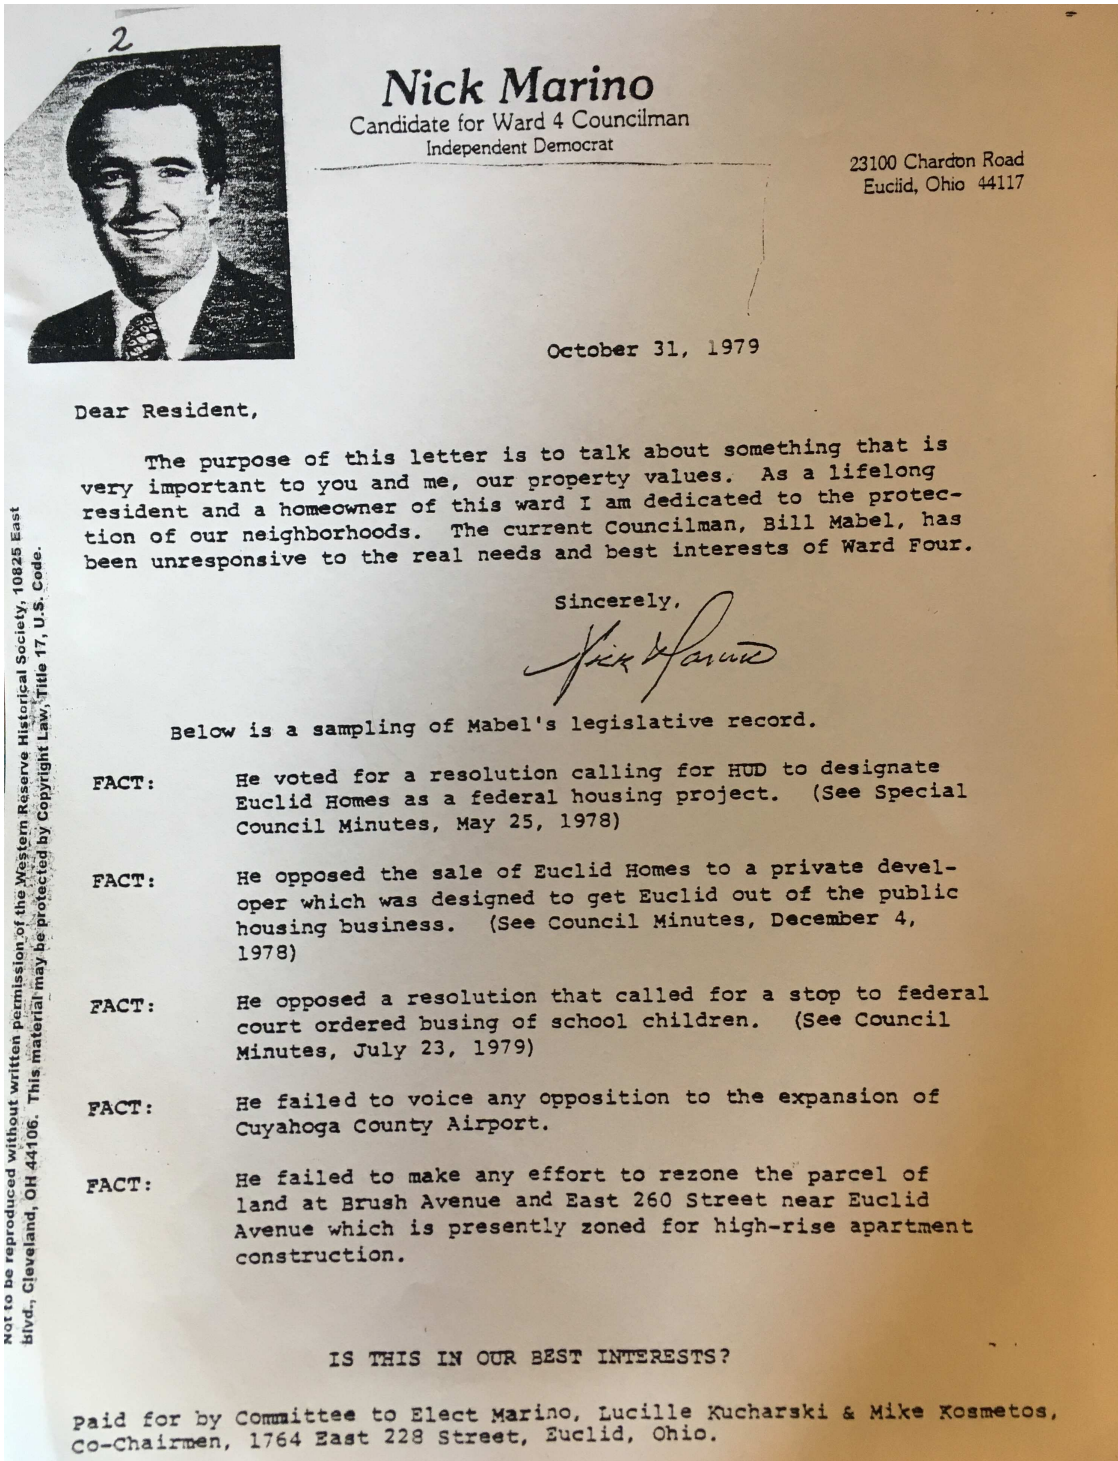 2
Nick Marino
Candidate for Ward 4 Councilman
Independent Democrat
23100 Chardon Road
Euclid, Ohio 44117
October 31, 1979
Dear Resident,
The purpose of this letter is to talk about something that is
very important to you and me, our property values. As a lifelong
resident and a homeowner of this ward I am dedicated to the protec-
tion of our neighborhoods. The current Councilman, Bill Mabel, has
been unresponsive to the real needs and best interests of Ward Four.
Sincerely,
Nick Marino
Below is a sampling of Mabel's legislative record.
FACT: He voted for a resolution calling for HUD to designate
Euclid Homes as a federal housing project. (See Special
Council Minutes, May 25, 1978)
FACT: He opposed the sale of Euclid Homes to a private devel-
oper which was designed to get Euclid out of the public
housing business. (See Council Minutes, December 4,
1978)
FACT: He opposed a resolution that called for a stop to federal
court ordered busing of school children. (See Council
Minutes, July 23, 1979)
FACT: He failed to voice any opposition to the expansion of
Cuyahoga County Airport.
FACT: He failed to make any effort to rezone the parcel of
land at Brush Avenue and East 260 Street near Euclid
Avenue which is presently zoned for high-rise apartment
construction.
IS THIS IN OUR BEST INTERESTS?
Paid for by Committee to Elect Marino, Lucille Kucharski & Mike Kosmetos,
Co-Chairmen, 1764 East 228 Street, Euclid, Ohio.
Not to be reproduced without written permission of the Western Reserve Historical Society, 10825 East
Blvd., Cleveland, OH 44106. This material may be protected by Copyright Law, Title 17, U.S. Code.